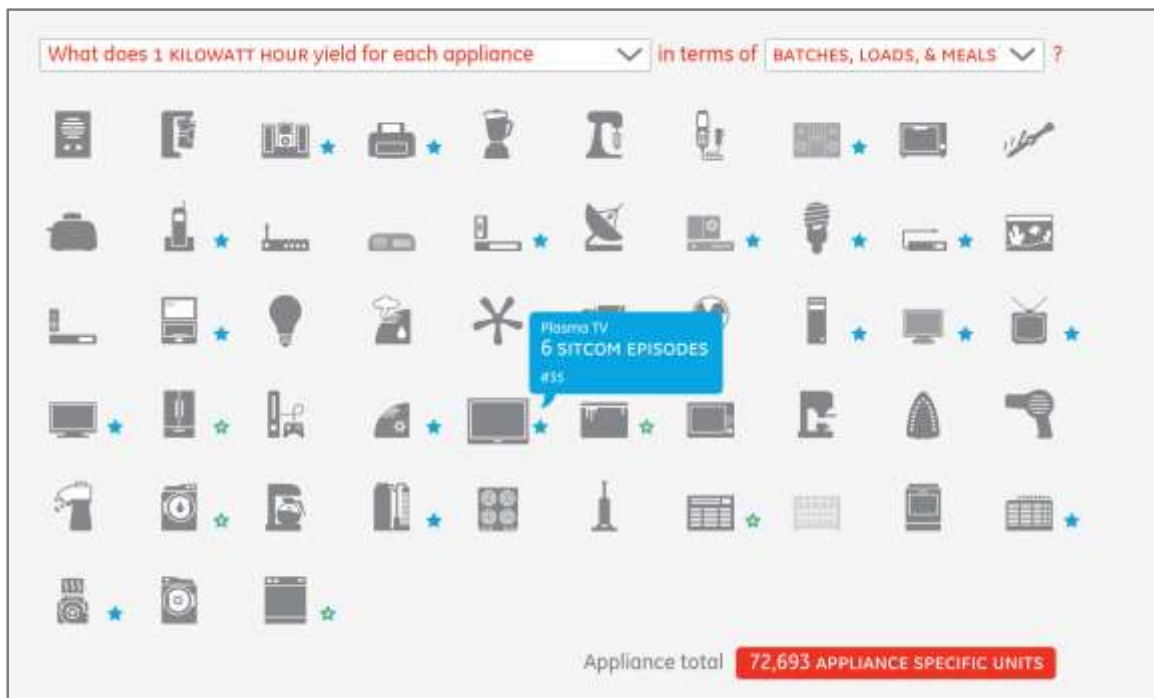 What does 1 KILOWATT HOUR yield for each appliance in terms of BATCHES, LOADS, & MEALS ?
Plasma TV
6 SITCOM EPISODES
#35
Appliance total 72,693 APPLIANCE SPECIFIC UNITS